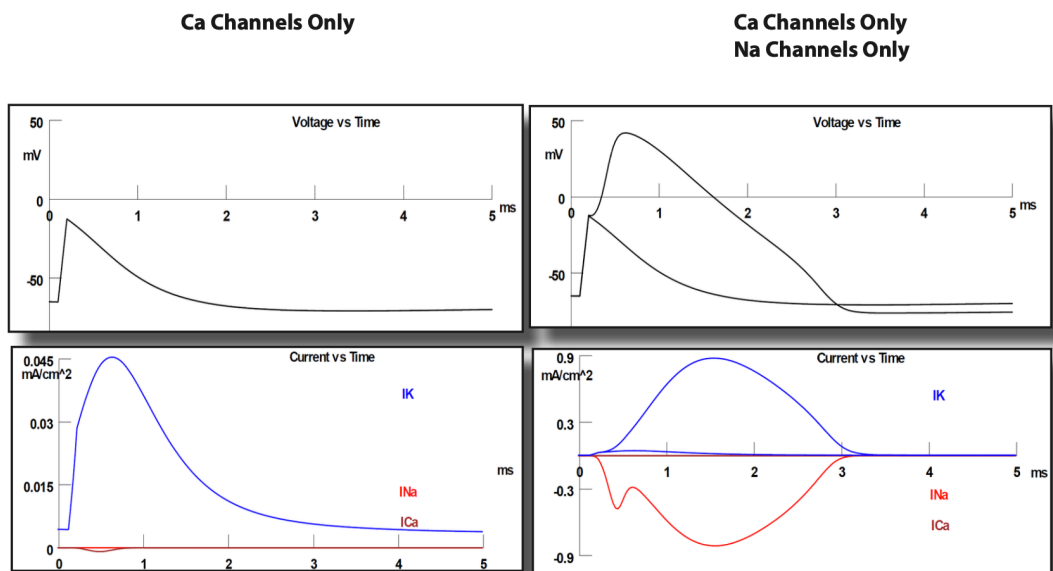 Ca Channels Only
Ca Channels Only
Na Channels Only
50
Voltage vs Time
mV
0
0
1
2
3
4
5
ms
-50
50
Voltage vs Time
mV
0
0
1
2
3
4
5
ms
-50
0.045
Current vs Time
mA/cm^2
IK
0.03
ms
0.015
INa
ICa
0
0
1
2
3
4
5
0.9
Current vs Time
mA/cm^2
IK
0.3
0
1
2
3
4
5
ms
-0.3
INa
ICa
-0.9